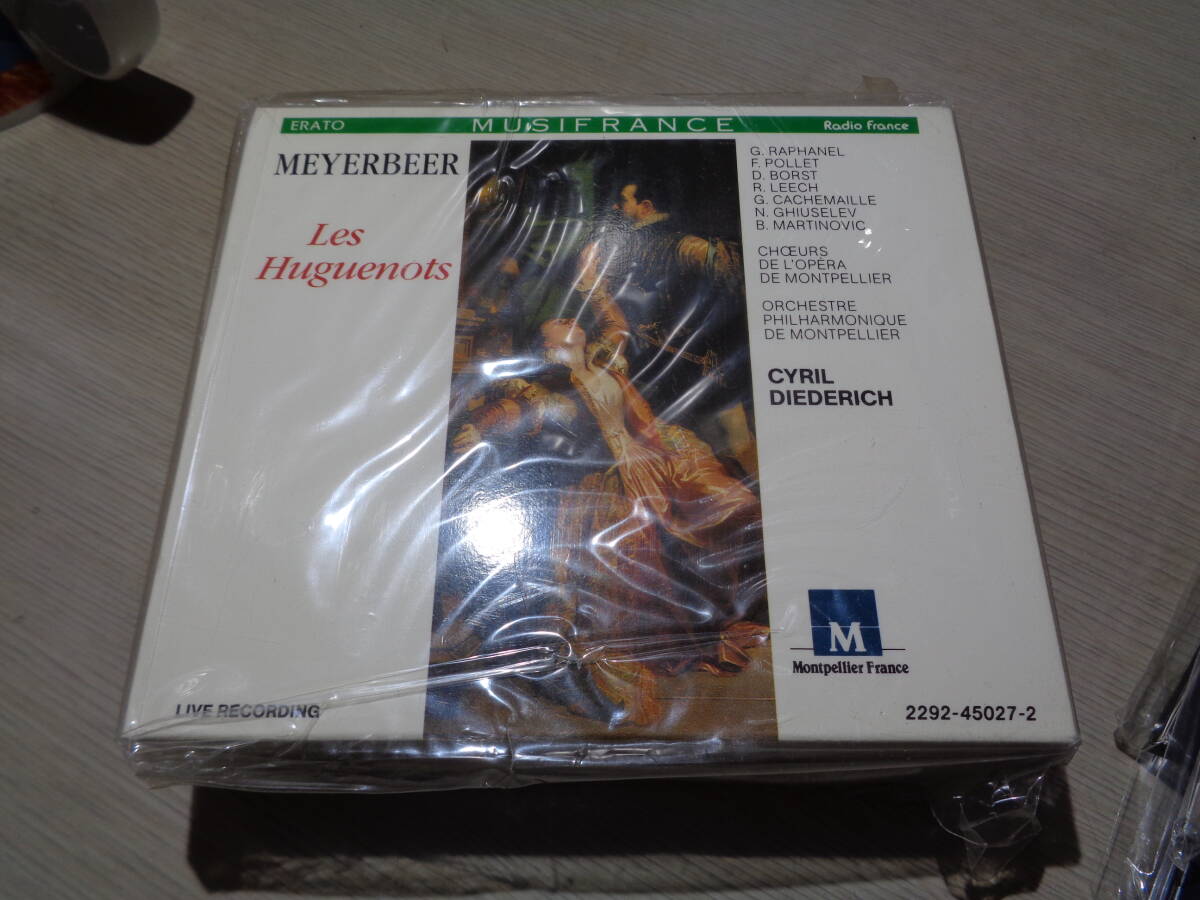 ERATO MUSIFRANCE Radio France
MEYERBEER
Les
Huguenots
G. RAPHANEL
F. POLLET
D. BORST
R. LEECH
G. CACHEMAILLE
N. GHIUSELEV
B. MARTINOVIC
CHŒURS
DE L'OPÉRA
DE MONTPELLIER
ORCHESTRE
PHILHARMONIQUE
DE MONTPELLIER
CYRIL
DIEDERICH
M
Montpellier France
LIVE RECORDING
2292-45027-2